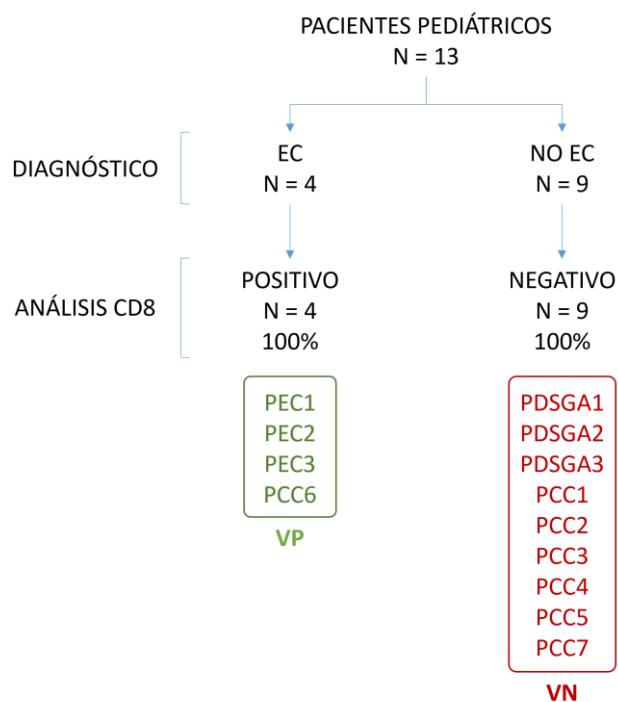 PACIENTES PEDIÁTRICOS
N = 13
DIAGNÓSTICO
EC
N = 4
NO EC
N = 9
ANÁLISIS CD8
POSITIVO
N = 4
100%
NEGATIVO
N = 9
100%
PEC1
PEC2
PEC3
PCC6
VP
PDSGA1
PDSGA2
PDSGA3
PCC1
PCC2
PCC3
PCC4
PCC5
PCC7
VN